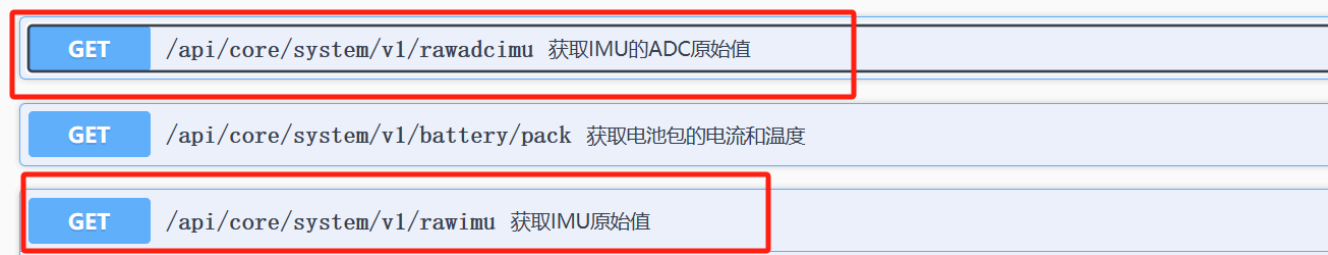 GET /api/core/system/v1/rawadcimu 获取IMU的ADC原始值
GET /api/core/system/v1/battery/pack 获取电池包的电流和温度
GET /api/core/system/v1/rawimu 获取IMU原始值